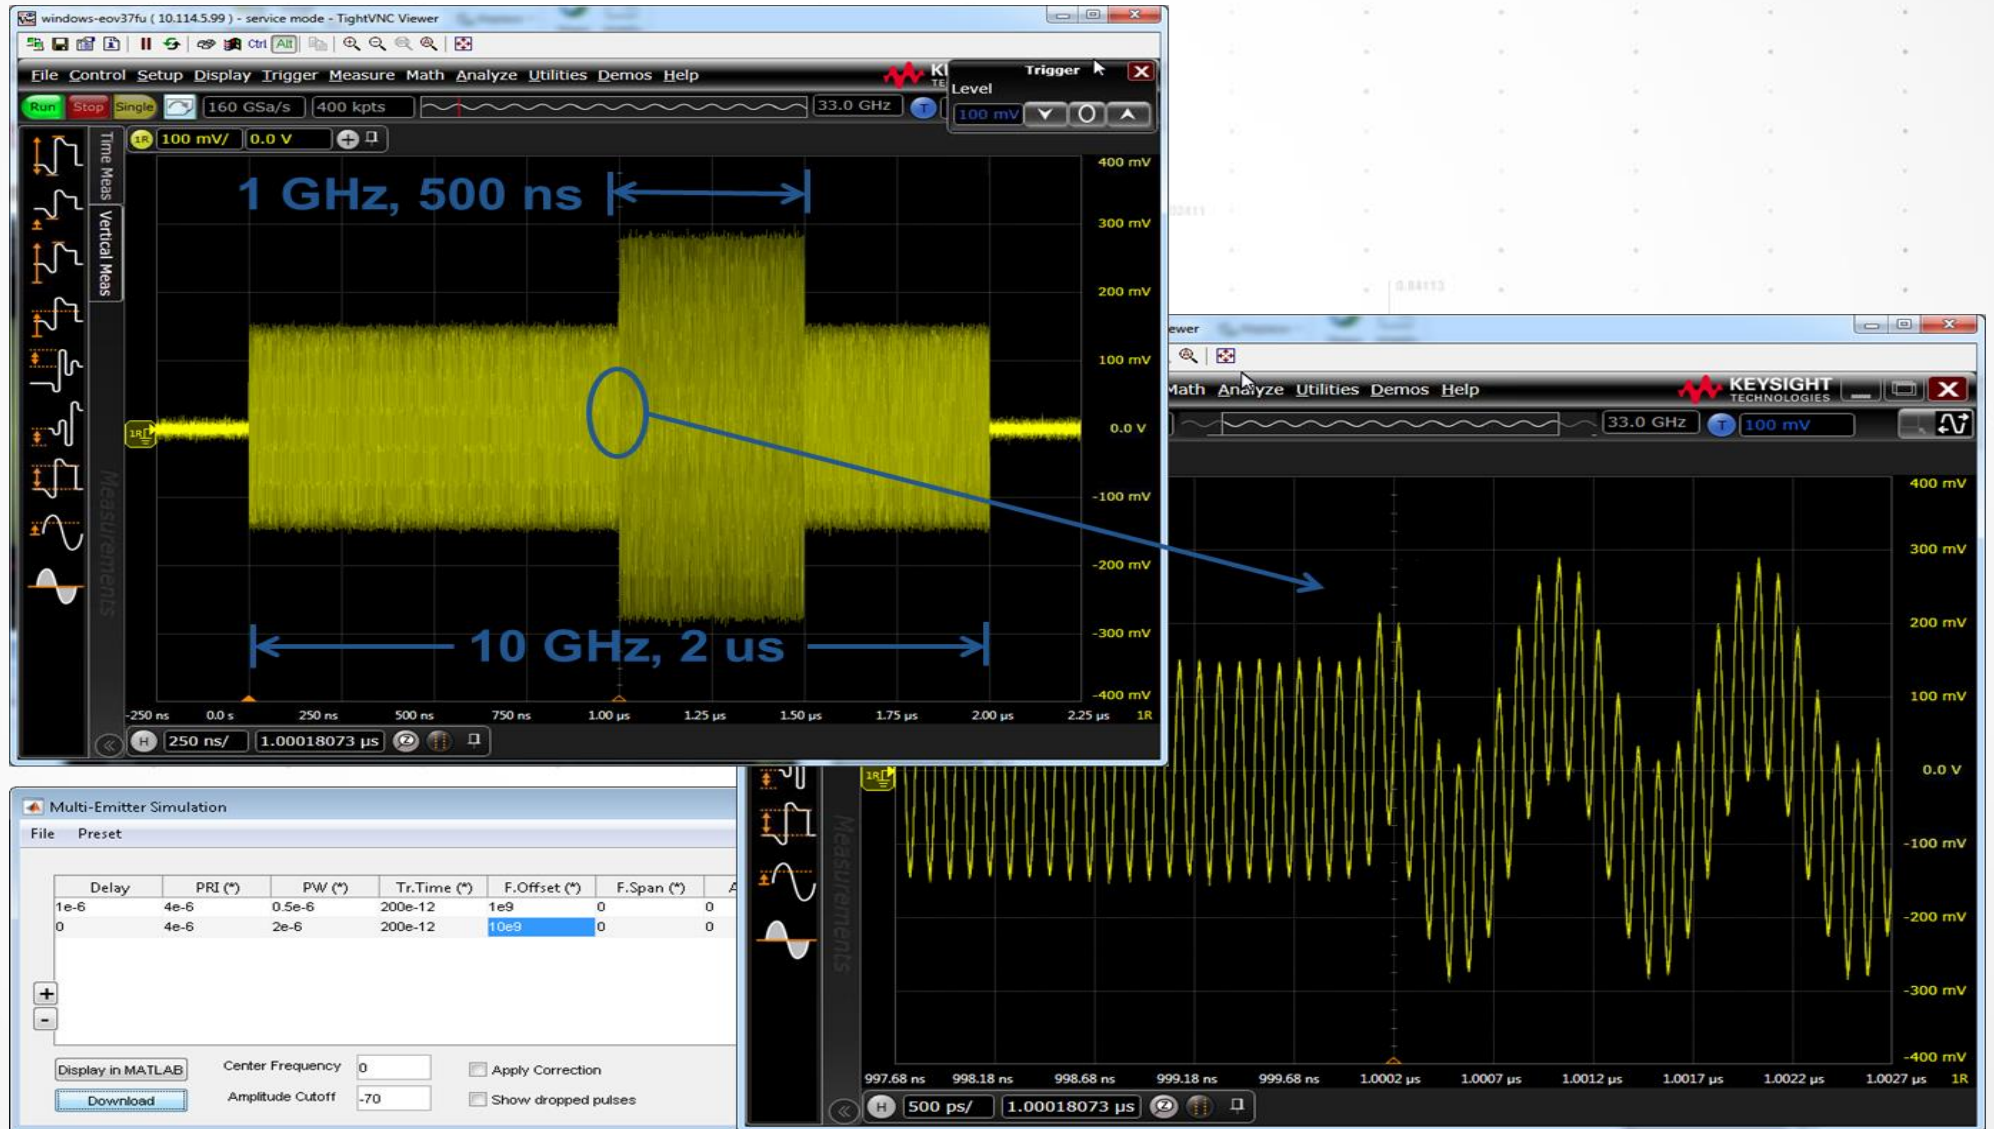 windows-eov37fu ( 10.114.5.99 ) - service mode - TightVNC Viewer
Ctrl Alt
File Control Setup Display Trigger Measure Math Analyze Utilities Demos Help
Trigger
Level
100 mV
Run Stop Single 160 GSa/s 400 kpts 33.0 GHz T
1R 100 mV/ 0.0 V
Time Meas
Vertical Meas
Measurements
1 GHz, 500 ns
10 GHz, 2 us
400 mV
300 mV
200 mV
100 mV
0.0 V
-100 mV
-200 mV
-300 mV
-400 mV
-250 ns 0.0 s 250 ns 500 ns 750 ns 1.00 µs 1.25 µs 1.50 µs 1.75 µs 2.00 µs 2.25 µs 1R
H 250 ns/ 1.00018073 µs
0.84113
ewer
Math Analyze Utilities Demos Help
KEYSIGHT
TECHNOLOGIES
33.0 GHz T 100 mV
400 mV
300 mV
200 mV
100 mV
0.0 V
-100 mV
-200 mV
-300 mV
-400 mV
1R
Measurements
997.68 ns 998.18 ns 998.68 ns 999.18 ns 999.68 ns 1.0002 µs 1.0007 µs 1.0012 µs 1.0017 µs 1.0022 µs 1.0027 µs 1R
H 500 ps/ 1.00018073 µs
Multi-Emitter Simulation
File Preset
Delay PRI (*) PW (*) Tr.Time (*) F.Offset (*) F.Span (*) A
1e-6 4e-6 0.5e-6 200e-12 1e9 0 0
0 4e-6 2e-6 200e-12 10e9 0 0
+
-
Display in MATLAB Center Frequency 0 Apply Correction
Download Amplitude Cutoff -70 Show dropped pulses